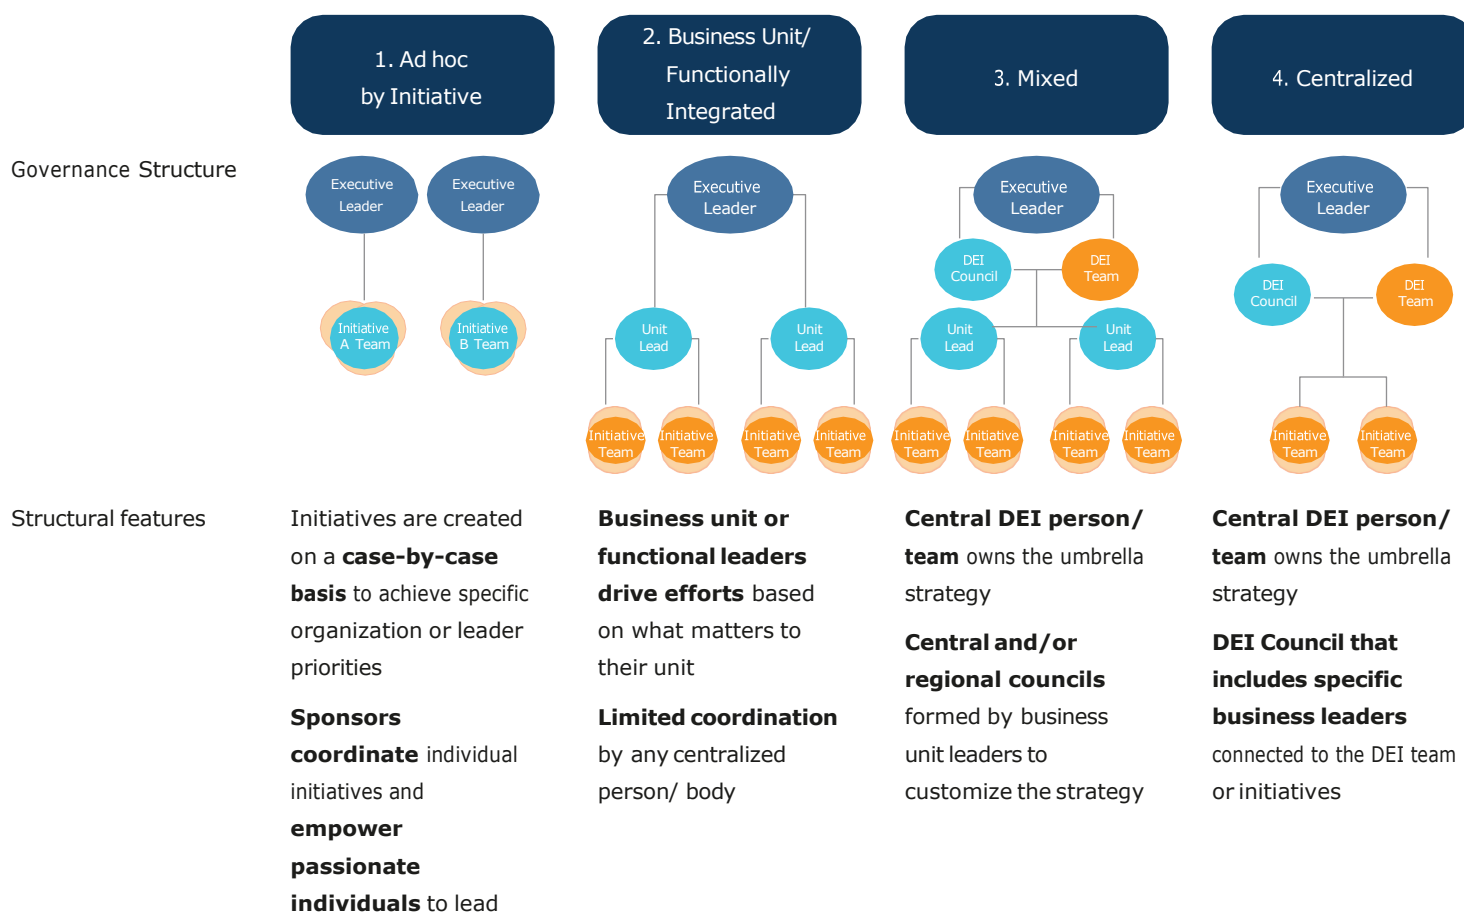 1. Ad hoc
by Initiative
2. Business Unit/
Functionally
Integrated
3. Mixed
4. Centralized
Governance Structure
Executive
Leader
Executive
Leader
Initiative
A Team
Initiative
B Team
Executive
Leader
Unit
Lead
Unit
Lead
Initiative
Team
Initiative
Team
Initiative
Team
Initiative
Team
Executive
Leader
DEI
Council
DEI
Team
Unit
Lead
Unit
Lead
Initiative
Team
Initiative
Team
Initiative
Team
Initiative
Team
Executive
Leader
DEI
Council
DEI
Team
Initiative
Team
Initiative
Team
Structural features
Initiatives are created
on a case-by-case
basis to achieve specific
organization or leader
priorities
Sponsors
coordinate individual
initiatives and
empower
passionate
individuals to lead
Business unit or
functional leaders
drive efforts based
on what matters to
their unit
Limited coordination
by any centralized
person/ body
Central DEI person/
team owns the umbrella
strategy
Central and/or
regional councils
formed by business
unit leaders to
customize the strategy
Central DEI person/
team owns the umbrella
strategy
DEI Council that
includes specific
business leaders
connected to the DEI team
or initiatives